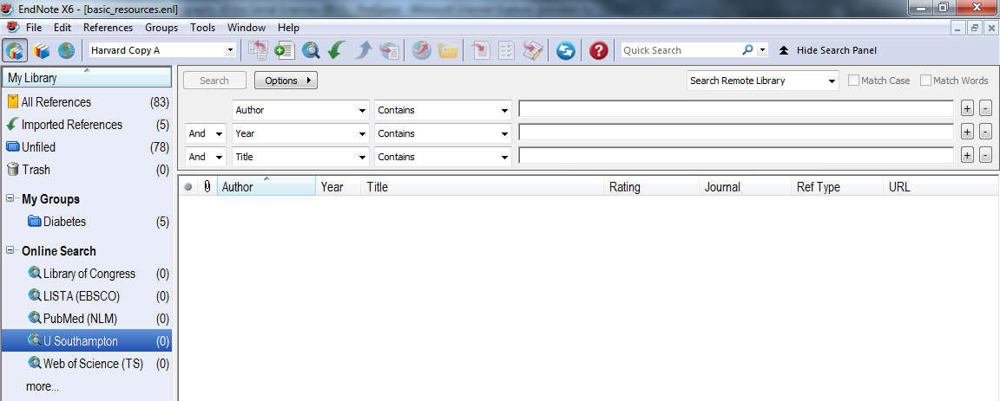 EndNote X6 - [basic_resources.enl]
File Edit References Groups Tools Window Help
Harvard Copy A Quick Search Hide Search Panel
My Library
All References (83)
Imported References (5)
Unfiled (78)
Trash (0)
My Groups
Diabetes (5)
Online Search
Library of Congress (0)
LISTA (EBSCO) (0)
PubMed (NLM) (0)
U Southampton (0)
Web of Science (TS) (0)
more...
Search Options Search Remote Library Match Case Match Words
Author Contains + -
And Year Contains + -
And Title Contains + -
Author Year Title Rating Journal Ref Type URL